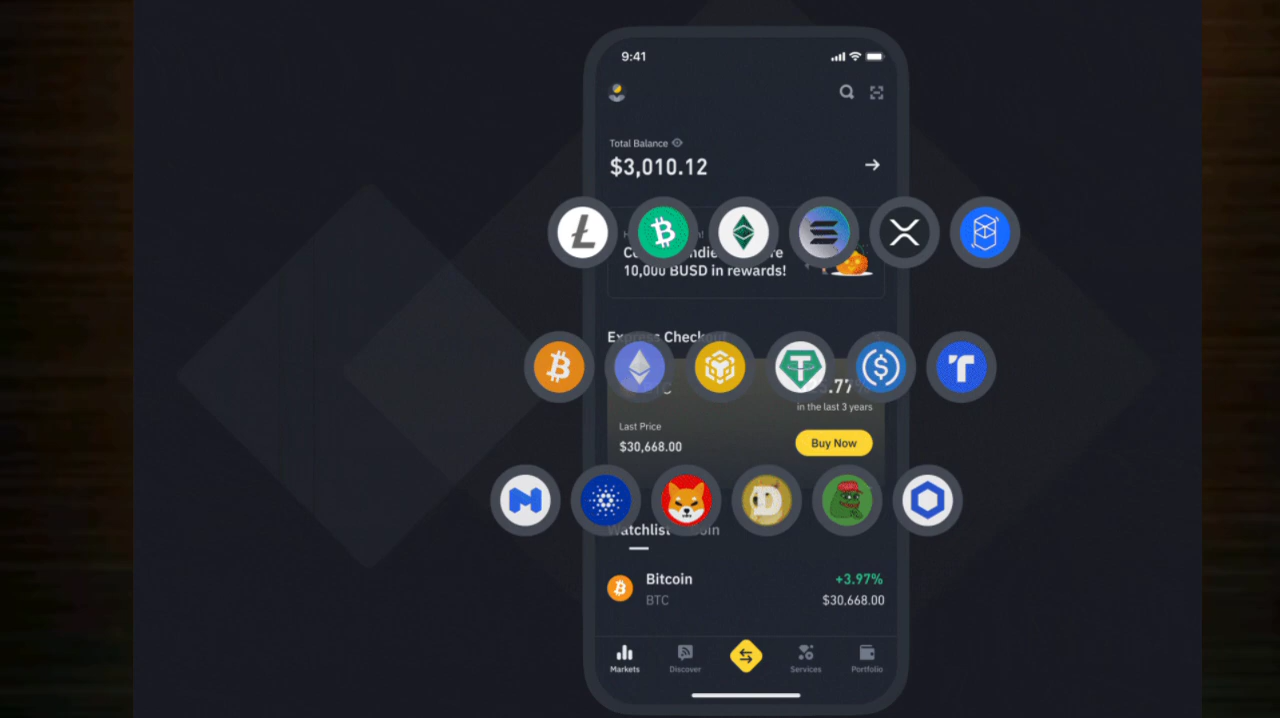 9:41
Total Balance
$3,010.12
10,000 BUSD in rewards!
in the last 3 years
Last Price
$30,668.00
Buy Now
Watchlist
Bitcoin
+3.97%
BTC
$30,668.00
Markets
Discover
Services
Portfolio